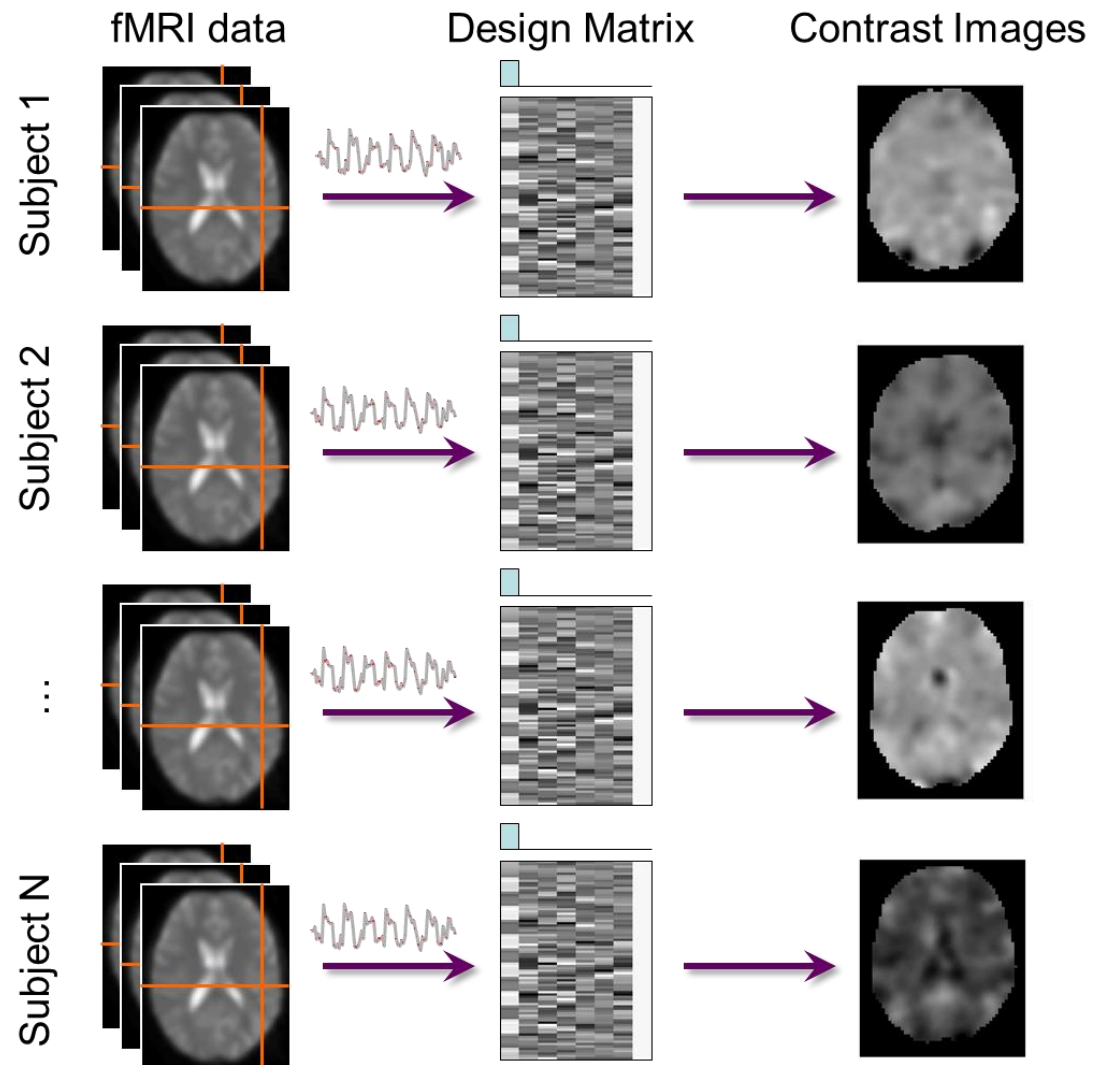 fMRI data
Design Matrix
Contrast Images
Subject 1
Subject 2
...
Subject N